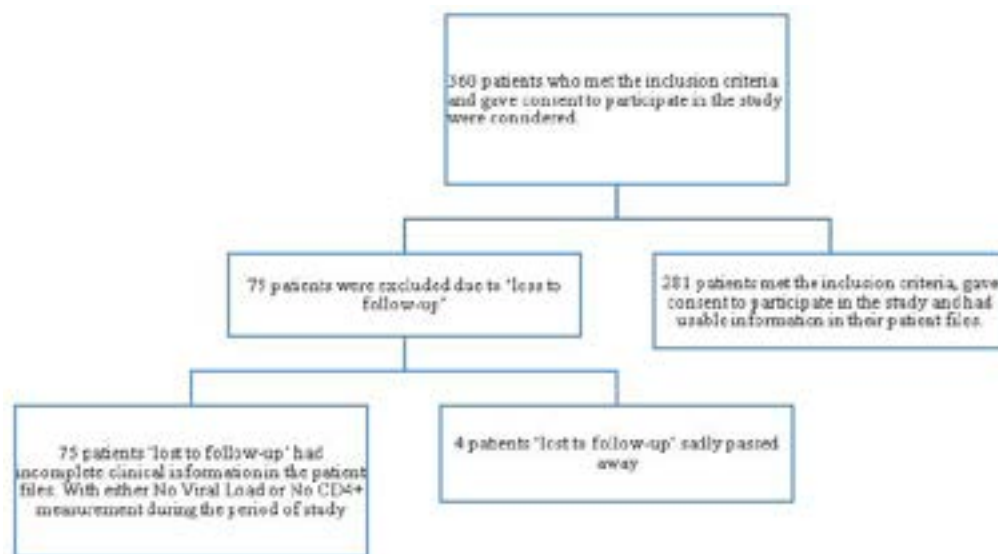 360 patients who met the inclusion criteria
and gave consent to participate in the study
were considered.
79 patients were excluded due to "loss to
follow-up"
281 patients met the inclusion criteria, gave
consent to participate in the study and had
usable information in their patient files.
75 patients "lost to follow-up" had
incomplete clinical information in the patient
files. With either No Viral Load or No CD4+
measurement during the period of study
4 patients "lost to follow-up" sadly passed
away